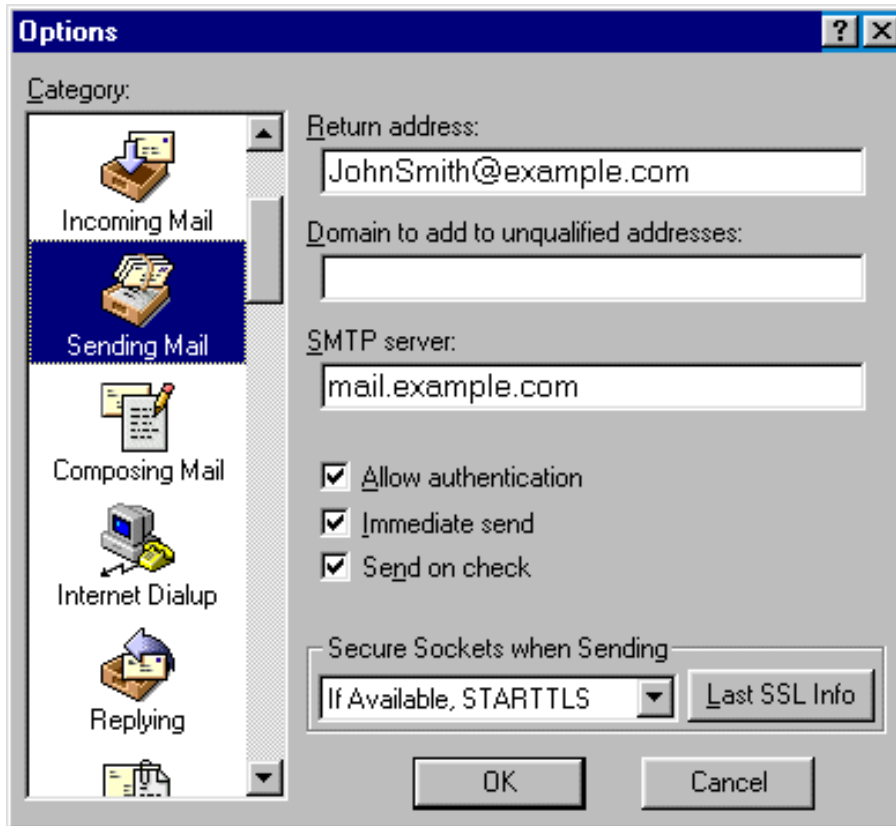 Options
Category:
Incoming Mail
Sending Mail
Composing Mail
Internet Dialup
Replying
Return address:
JohnSmith@example.com
Domain to add to unqualified addresses:
SMTP server:
mail.example.com
Allow authentication
Immediate send
Send on check
Secure Sockets when Sending
If Available, STARTTLS
Last SSL Info
OK
Cancel